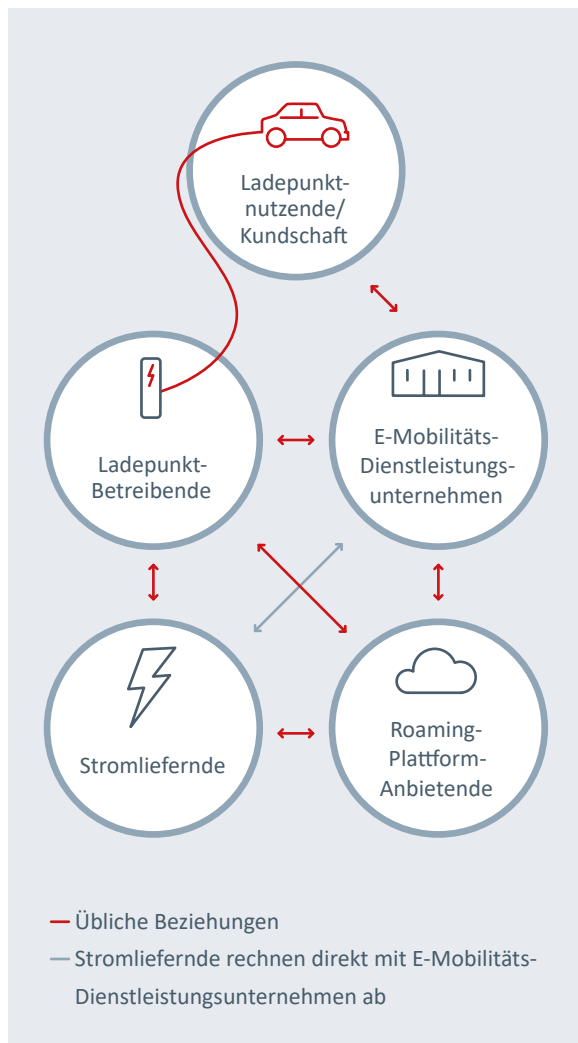 Ladepunkt-
nutzende/
Kundschaft
Ladepunkt-
Betreibende
E-Mobilitäts-
Dienstleistungs-
unternehmen
Stromliefernde
Roaming-
Plattform-
Anbietende
Übliche Beziehungen
Stromliefernde rechnen direkt mit E-Mobilitäts-
Dienstleistungsunternehmen ab